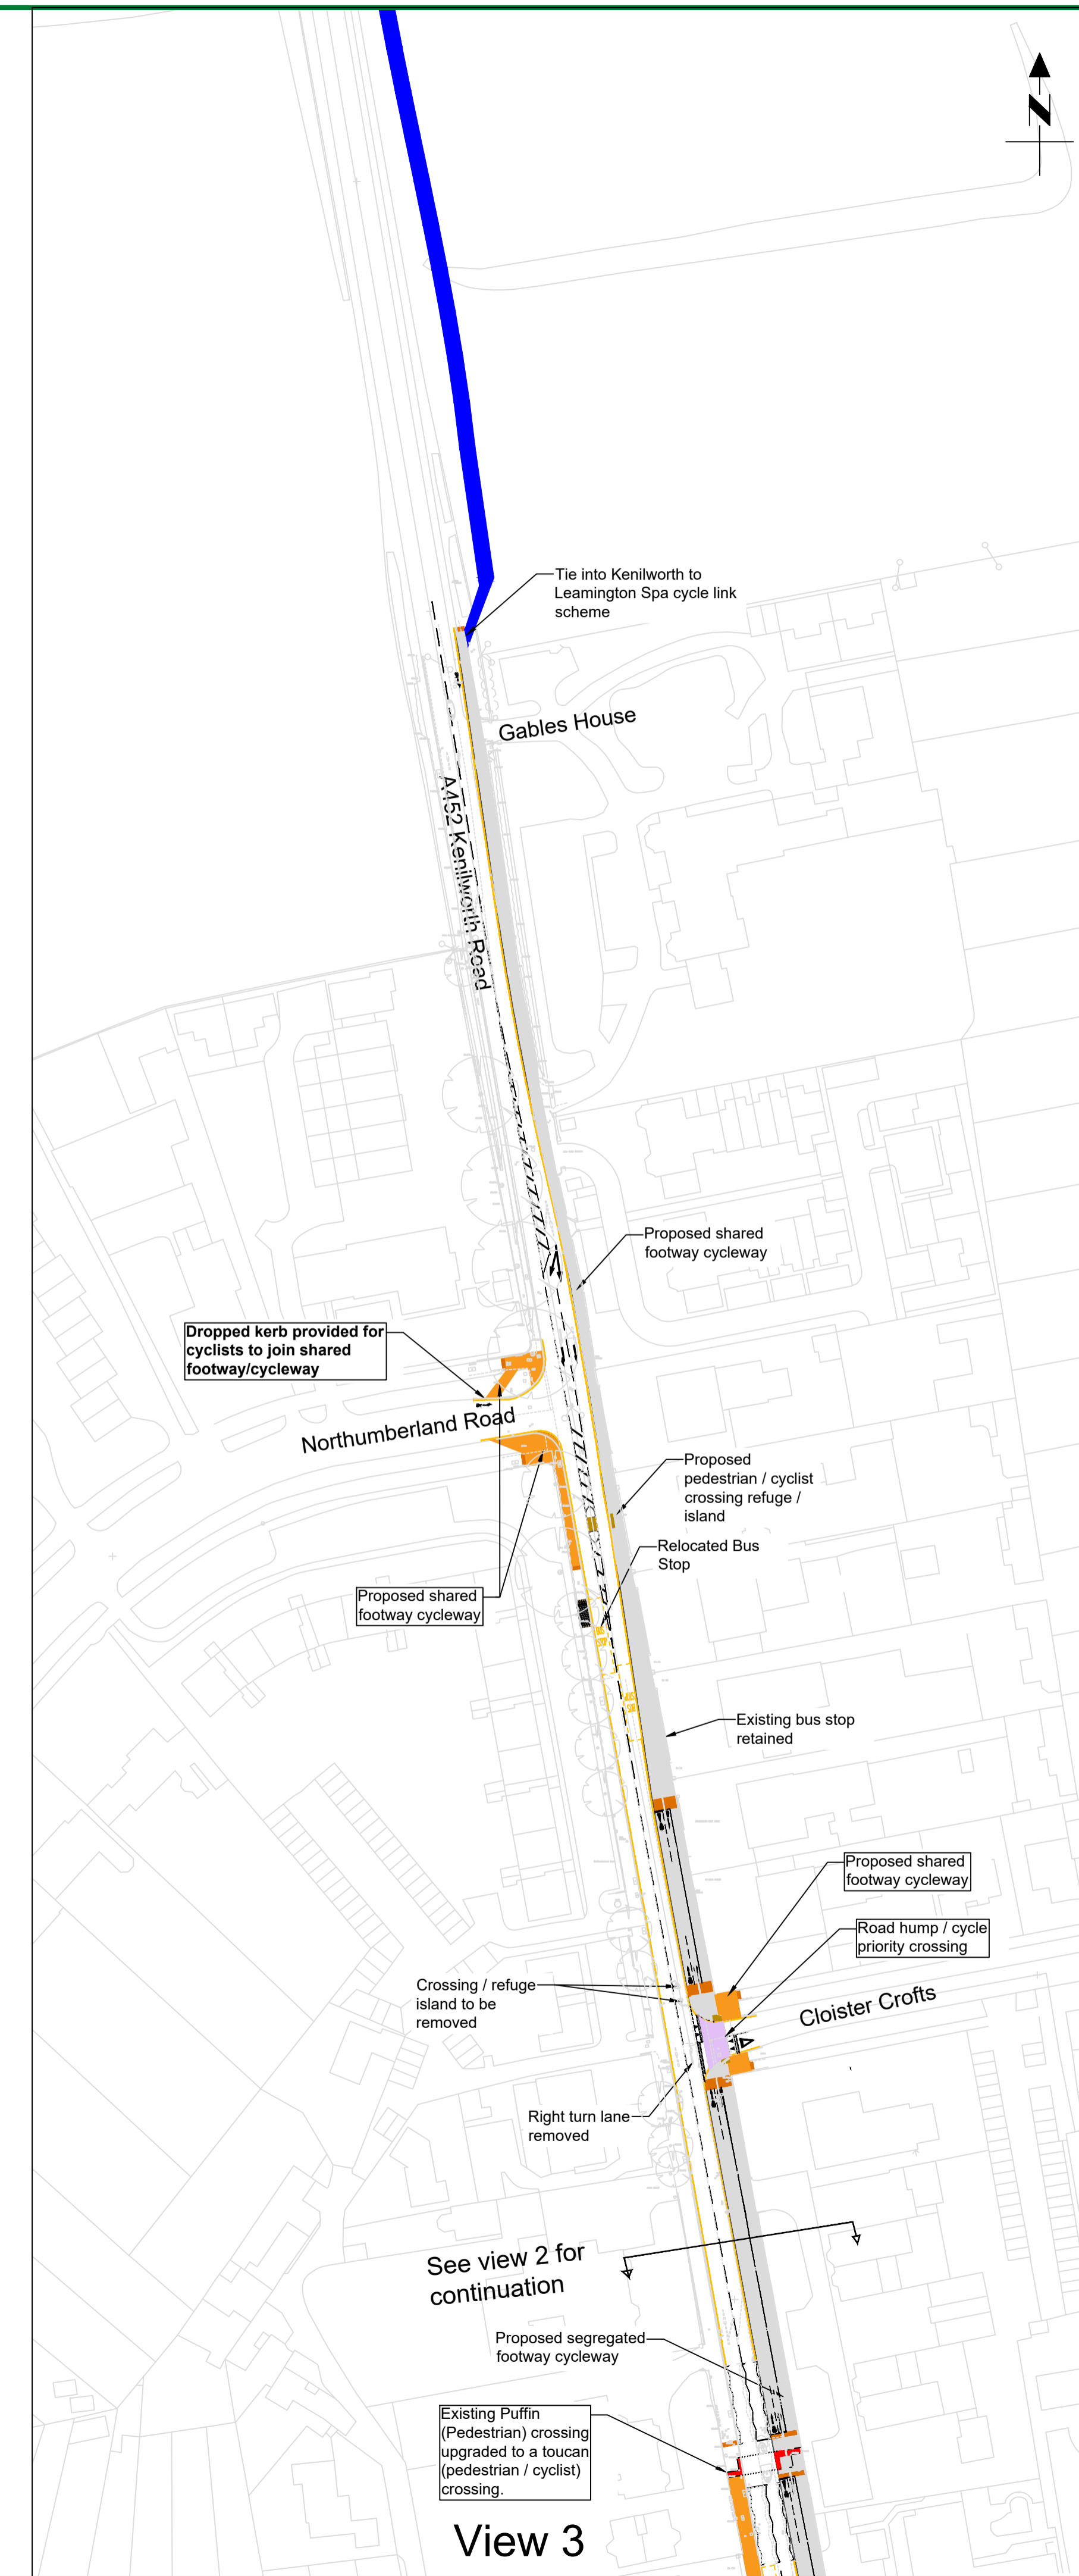 N
Tie into Kenilworth to
Leamington Spa cycle link
scheme
Gables House
A452 Kenilworth Road
Proposed shared
footway cycleway
Dropped kerb provided for
cyclists to join shared
footway/cycleway
Northumberland Road
Proposed
pedestrian / cyclist
crossing refuge /
island
Relocated Bus
Stop
Proposed shared
footway cycleway
Existing bus stop
retained
Proposed shared
footway cycleway
Road hump / cycle
priority crossing
Crossing / refuge
island to be
removed
Cloister Crofts
Right turn lane
removed
See view 2 for
continuation
Proposed segregated
footway cycleway
Existing Puffin
(Pedestrian) crossing
upgraded to a toucan
(pedestrian / cyclist)
crossing.
View 3